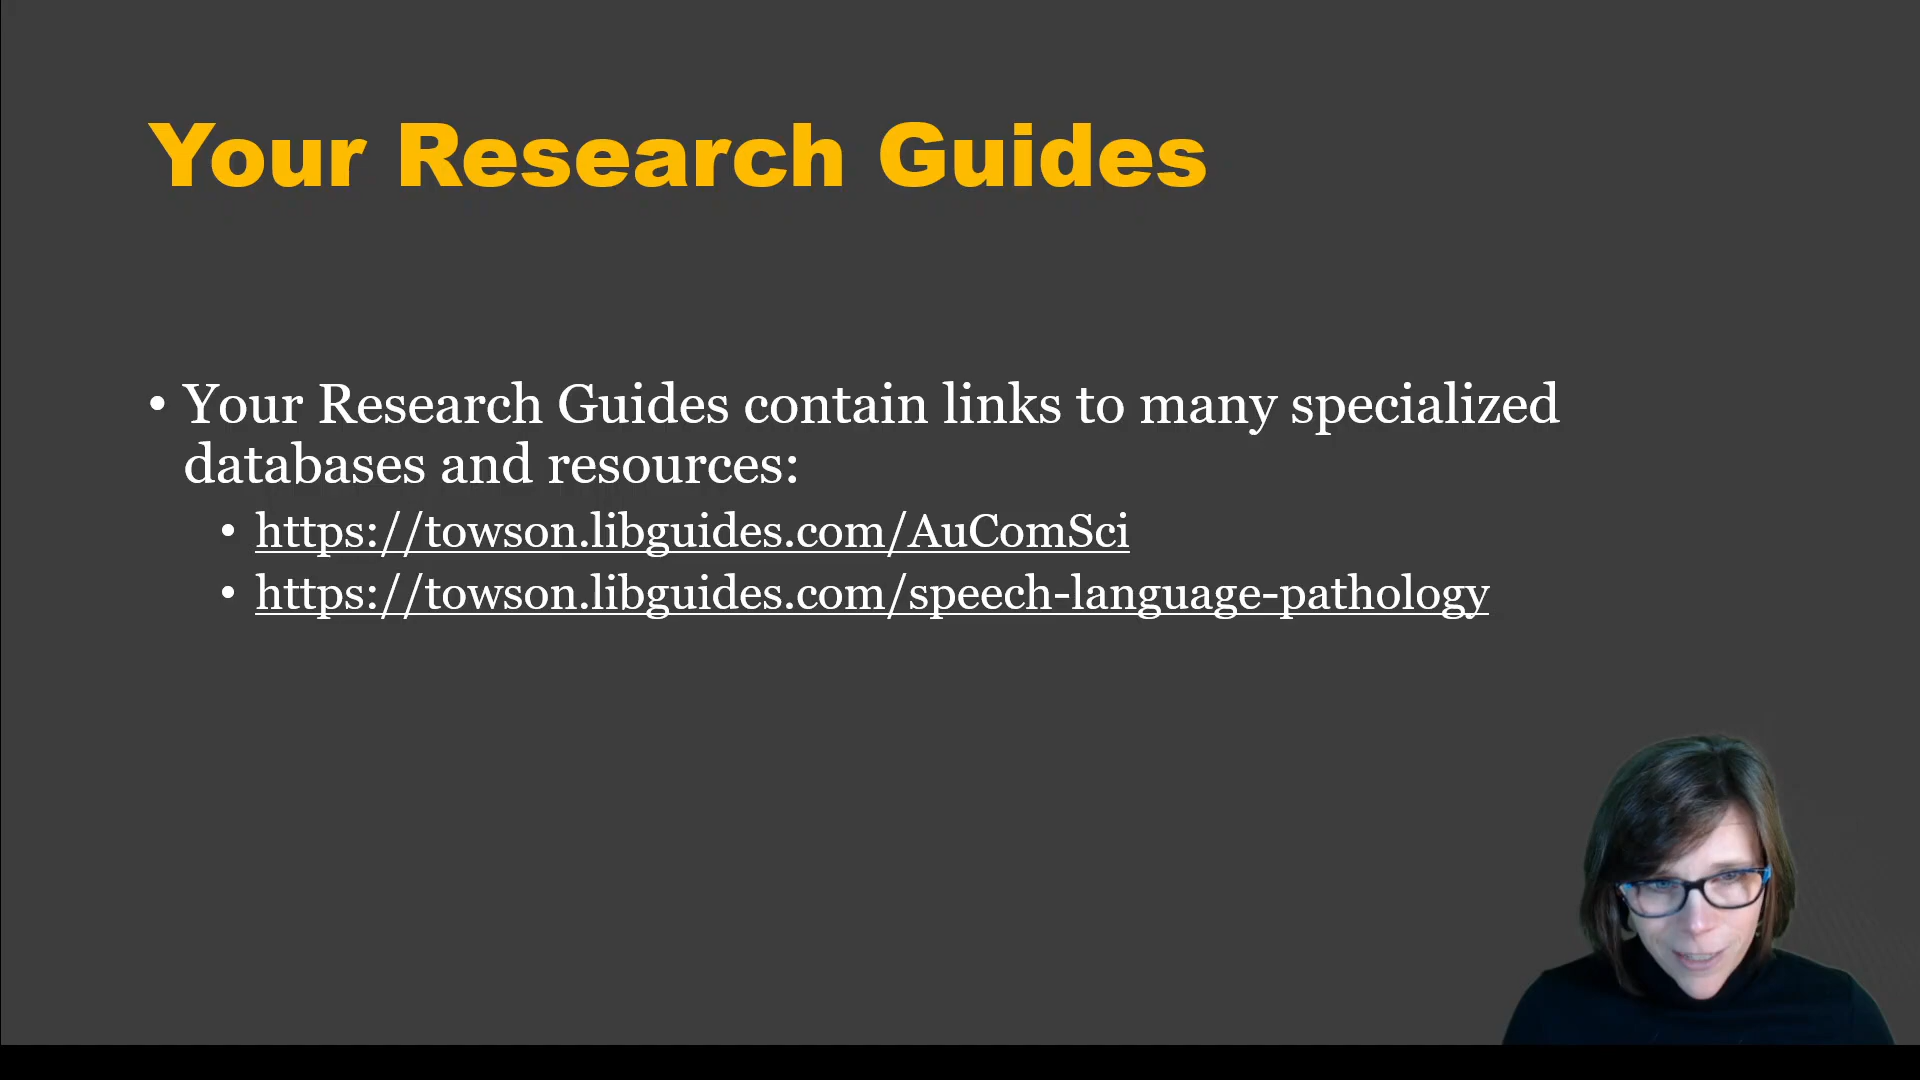 Your Research Guides
• Your Research Guides contain links to many specialized
databases and resources:
• https://towson.libguides.com/AuComSci
• https://towson.libguides.com/speech-language-pathology